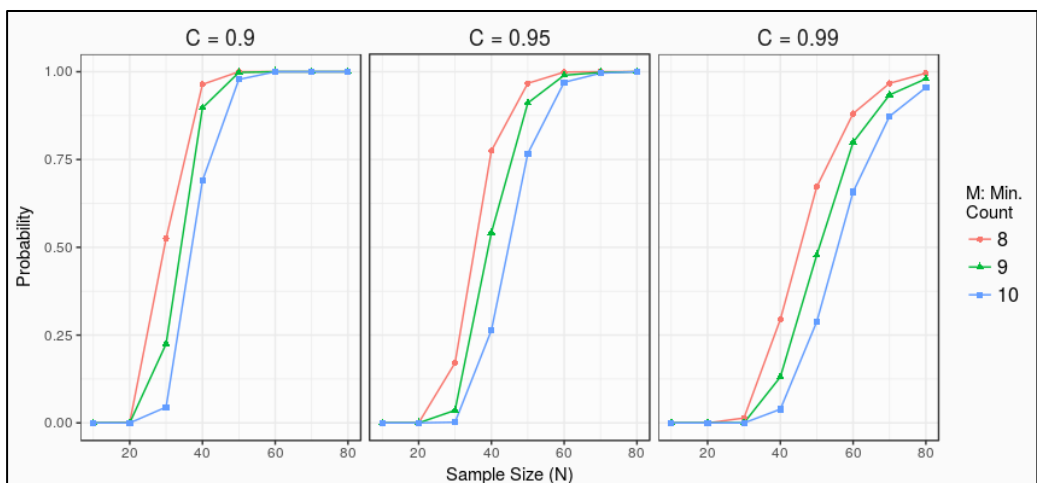 C = 0.9
C = 0.95
C = 0.99
Probability
1.00
0.75
0.50
0.25
0.00
20 40 60 80
20 40 60 80
20 40 60 80
Sample Size (N)
M: Min.
Count
8
9
10